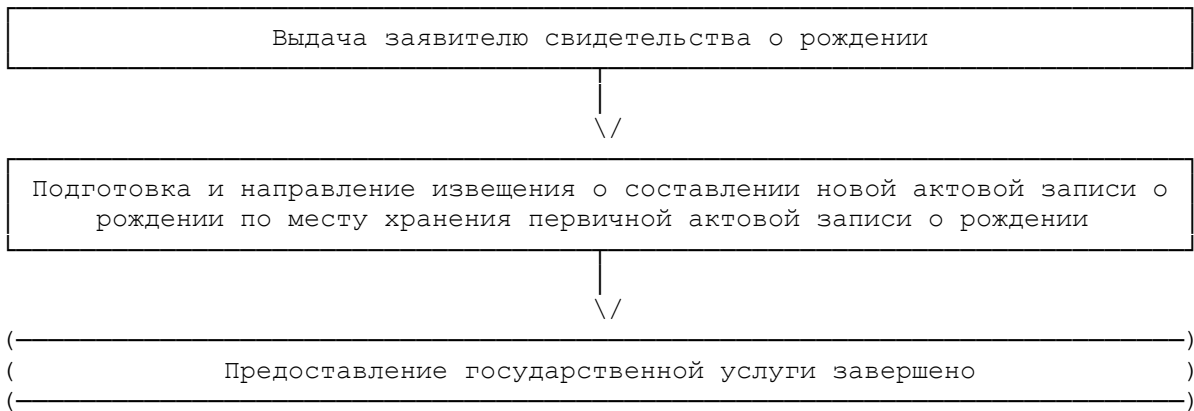 Выдача заявителю свидетельства о рождении
Подготовка и направление извещения о составлении новой актовой записи о
рождении по месту хранения первичной актовой записи о рождении
Предоставление государственной услуги завершено